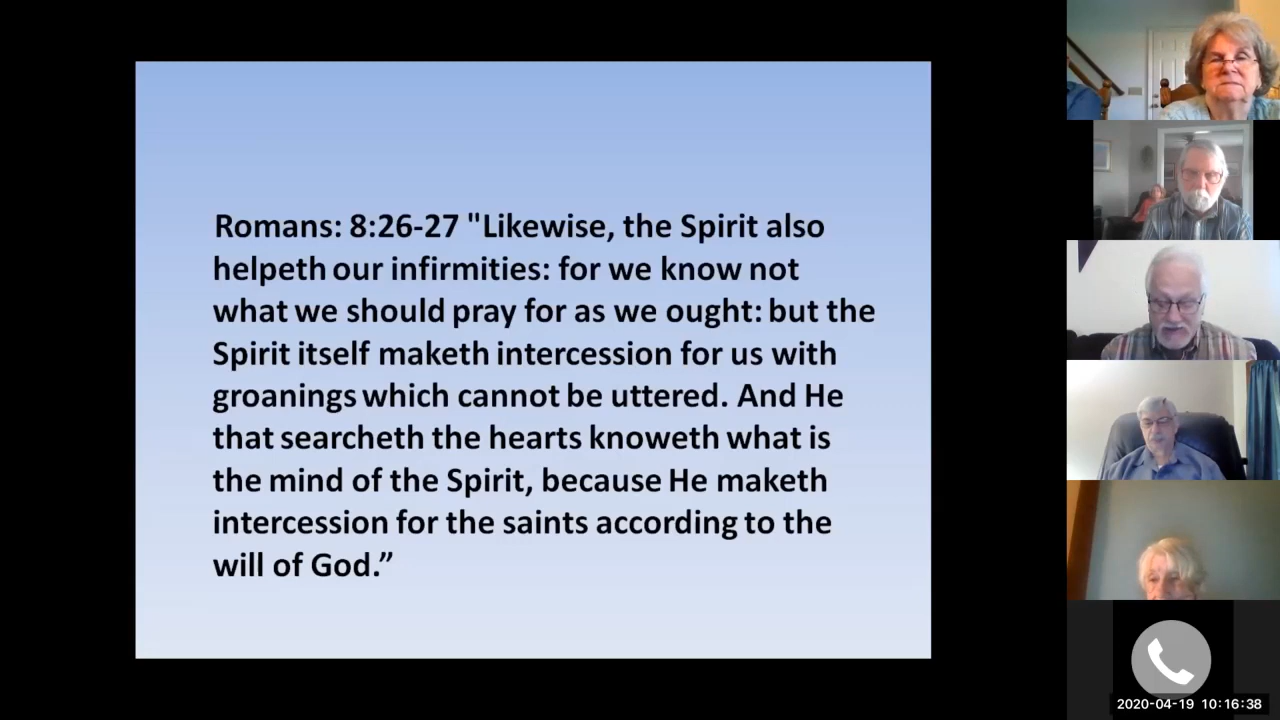 Romans: 8:26-27 "Likewise, the Spirit also
helpeth our infirmities: for we know not
what we should pray for as we ought: but the
Spirit itself maketh intercession for us with
groanings which cannot be uttered. And He
that searcheth the hearts knoweth what is
the mind of the Spirit, because He maketh
intercession for the saints according to the
will of God.”
2020-04-19 10:16:38